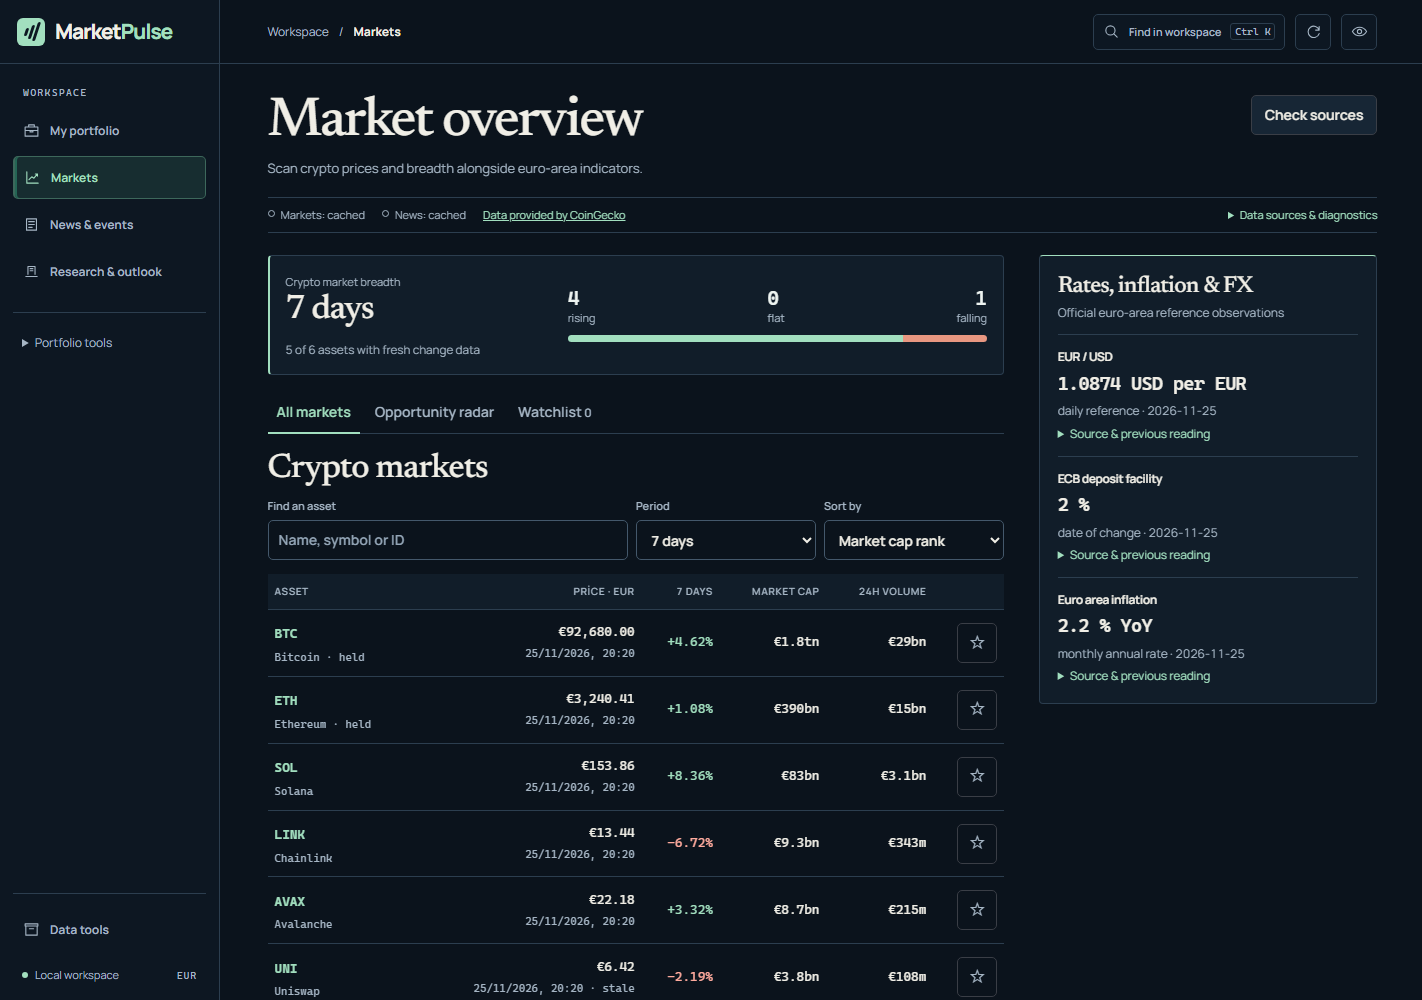 MarketPulse
Workspace / Markets
Find in workspace Ctrl K
WORKSPACE
My portfolio
Markets
News & events
Research & outlook
Portfolio tools
Data tools
Local workspace EUR
Market overview
Check sources
Scan crypto prices and breadth alongside euro-area indicators.
Markets: cached News: cached Data provided by CoinGecko
Data sources & diagnostics
Crypto market breadth
7 days
5 of 6 assets with fresh change data
4 0 1
rising flat falling
All markets Opportunity radar Watchlist 0
Crypto markets
Find an asset Period Sort by
Name, symbol or ID 7 days Market cap rank
ASSET PRİCE · EUR 7 DAYS MARKET CAP 24H VOLUME
BTC €92,680.00 +4.62% €1.8tn €29bn
Bitcoin · held 25/11/2026, 20:20
ETH €3,240.41 +1.08% €390bn €15bn
Ethereum · held 25/11/2026, 20:20
SOL €153.86 +8.36% €83bn €3.1bn
Solana 25/11/2026, 20:20
LINK €13.44 −6.72% €9.3bn €343m
Chainlink 25/11/2026, 20:20
AVAX €22.18 +3.32% €8.7bn €215m
Avalanche 25/11/2026, 20:20
UNI €6.42 −2.19% €3.8bn €108m
Uniswap 25/11/2026, 20:20 · stale
Rates, inflation & FX
Official euro-area reference observations
EUR / USD
1.0874 USD per EUR
daily reference · 2026-11-25
Source & previous reading
ECB deposit facility
2 %
date of change · 2026-11-25
Source & previous reading
Euro area inflation
2.2 % YoY
monthly annual rate · 2026-11-25
Source & previous reading